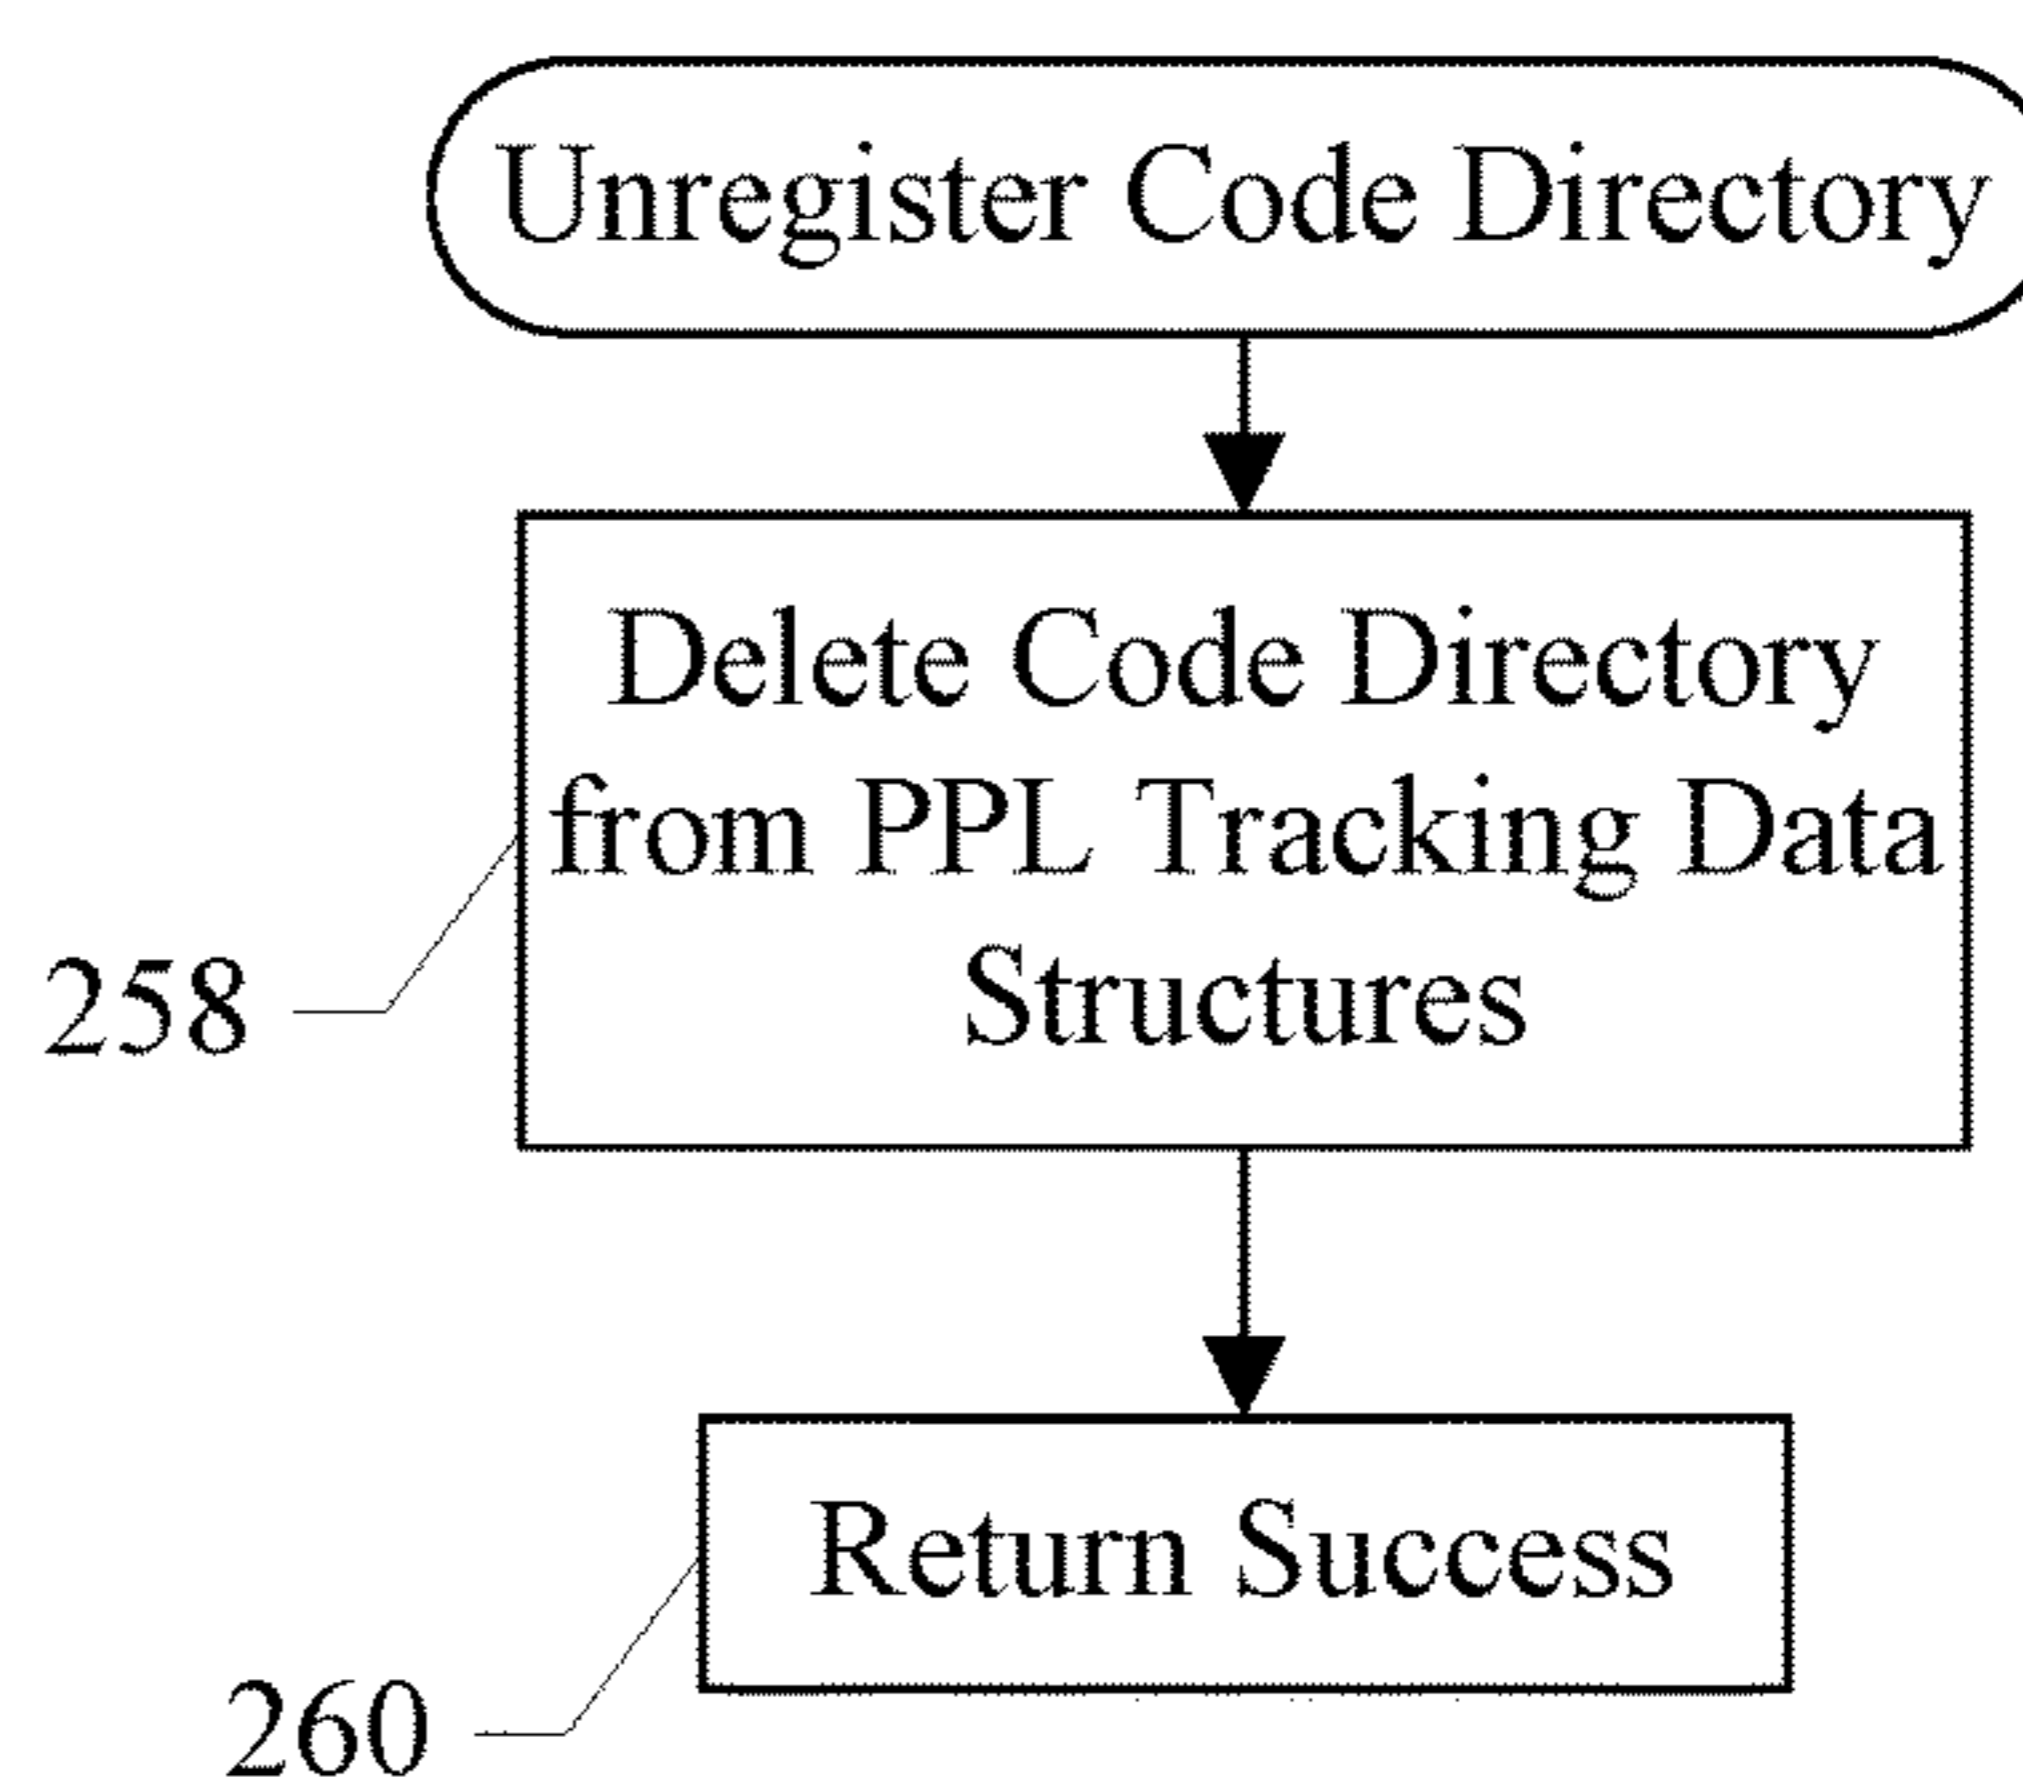 Unregister Code Directory
Delete Code Directory
from PPL Tracking Data
Structures
258
Return Success
260